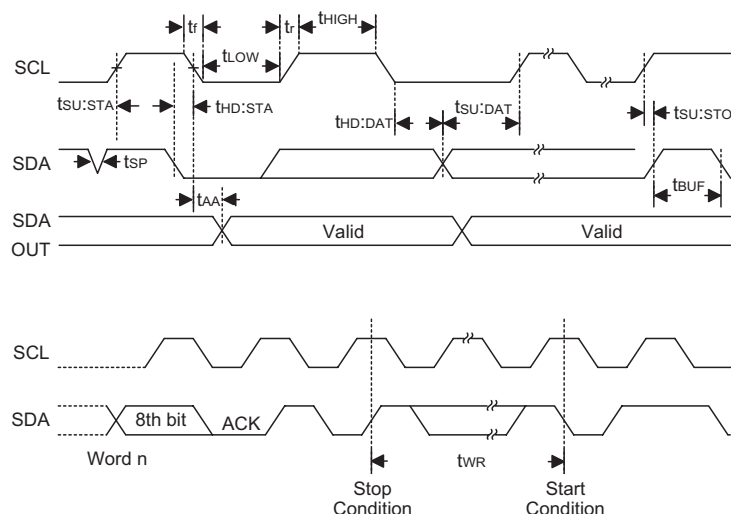 tf
tr
tHIGH
SCL
tLOW
tSU:STA
tHD:STA
tHD:DAT
tSU:DAT
tSU:STO
SDA
tSP
tBUF
tAA
SDA
OUT
Valid
Valid
SCL
SDA
8th bit
ACK
Word n
tWR
Stop
Condition
Start
Condition